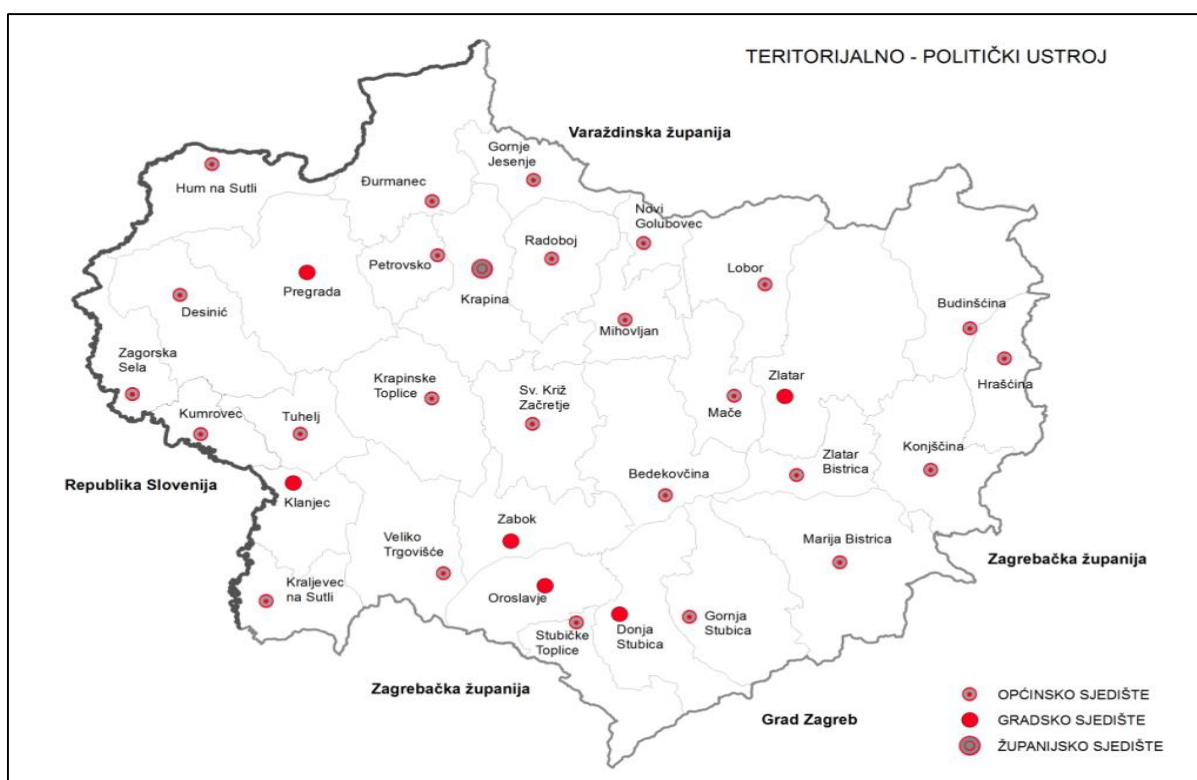 TERITORIJALNO - POLITIČKI USTROJ
Varaždinska županija
Gornje
Jesenje
Hum na Sutli
Đurmanec
Novi
Golubovec
Radoboj
Petrovsko
Lobor
Pregrada
Krapina
Desinić
Budinšćina
Mihovljan
Zagorska
Sela
Hrašćina
Krapinske
Toplice
Sv. Križ
Začretje
Zlatar
Mače
Kumrovec
Tuhelj
Konjščina
Zlatar
Bistrica
Republika Slovenija
Bedekovčina
Klanjec
Zabok
Veliko
Trgovišće
Marija Bistrica
Zagrebačka županija
Kraljevec
na Sutli
Oroslavje
Stubičke
Toplice
Donja
Stubica
Gornja
Stubica
Zagrebačka županija
Grad Zagreb
OPĆINSKO SJEDIŠTE
GRADSKO SJEDIŠTE
ŽUPANIJSKO SJEDIŠTE